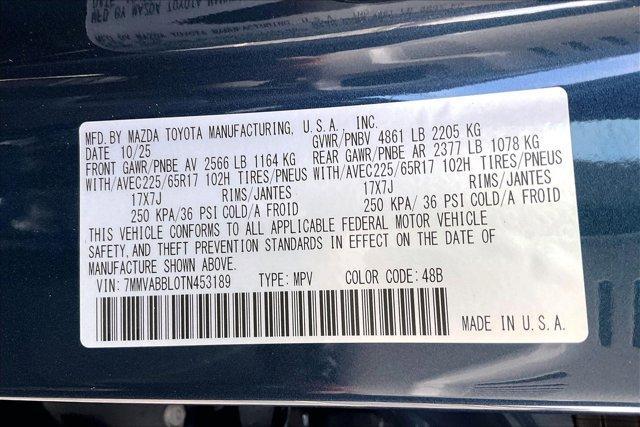 MFD. BY MAZDA TOYOTA MANUFACTURING, U.S.A., INC.
DATE 10/25 GVWR/PNBV 4861 LB 2205 KG
FRONT GAWR/PNBE AV 2566 LB 1164 KG REAR GAWR/PNBE AR 2377 LB 1078 KG
WITH/AVEC225/65R17 102H TIRES/PNEUS WITH/AVEC225/65R17 102H TIRES/PNEUS
17X7J RIMS/JANTES 17X7J RIMS/JANTES
250 KPA/36 PSI COLD/A FROID 250 KPA/ 36 PSI COLD/A FROID
THIS VEHICLE CONFORMS TO ALL APPLICABLE FEDERAL MOTOR VEHICLE
SAFETY, AND THEFT PREVENTION STANDARDS IN EFFECT ON THE DATE OF
MANUFACTURE SHOWN ABOVE.
VIN: 7MMVABBL0TN453189 TYPE: MPV COLOR CODE: 48B
MADE IN U.S.A.